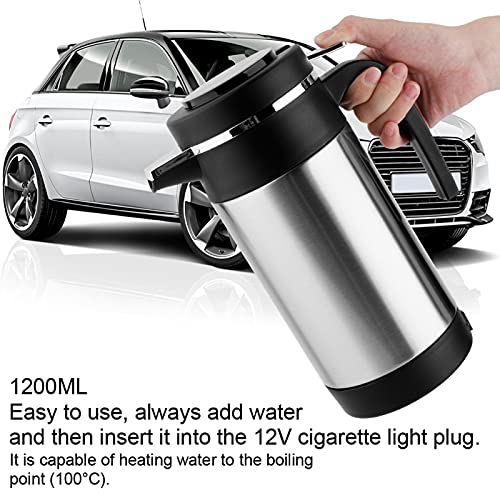 1200ML
Easy to use, always add water
and then insert it into the 12V cigarette light plug.
It is capable of heating water to the boiling
point (100°C).